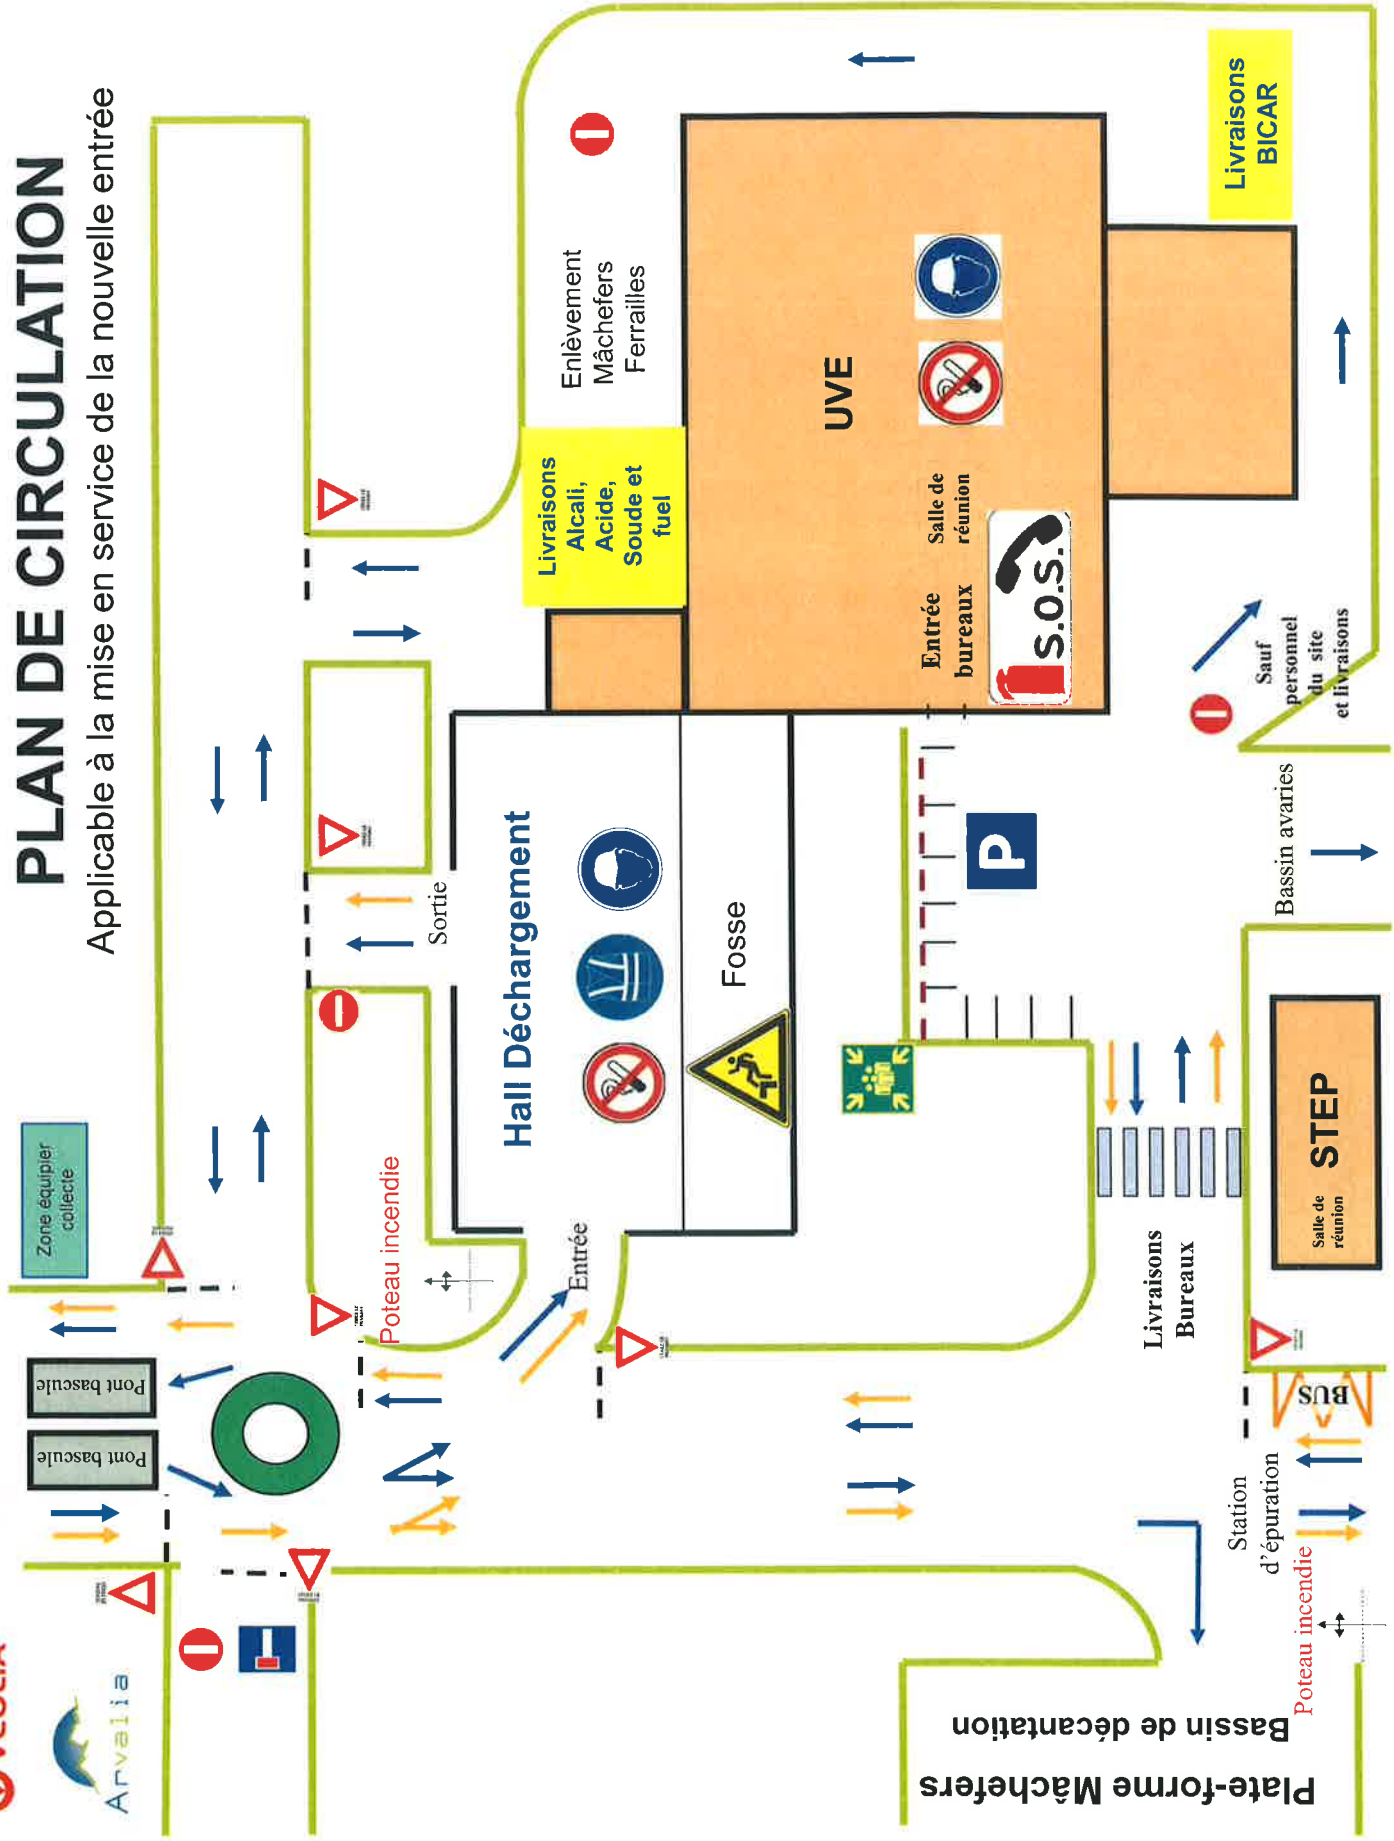 PLAN DE CIRCULATION
Applicable à la mise en service de la nouvelle entrée
VEOLIA
Arvalia
Zone équipier
collecte
Pont bascule
Pont bascule
Poteau incendie
Entrée
Sortie
Hall Déchargement
Fosse
Livraisons
Alcali,
Acide,
Soude et
fuel
Enlèvement
Mâchefers
Ferrailles
UVE
Entrée
bureaux
Salle de
réunion
S.O.S.
P
Livraisons
BICAR
Sauf
personnel
du site
et livraisons
Bassin avaries
Livraisons
Bureaux
STEP
Salle de
réunion
BUS
Station
d'épuration
Poteau incendie
Bassin de décantation
Plate-forme Mâchefers